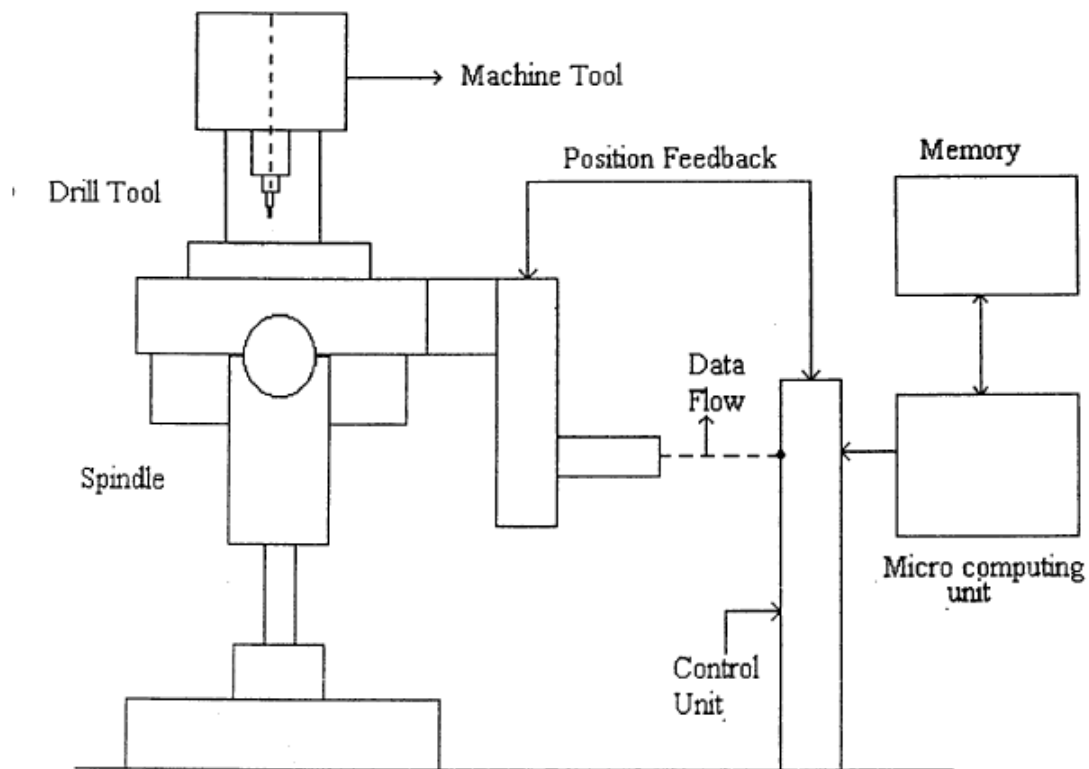 Machine Tool
Position Feedback
Memory
Drill Tool
Data
Flow
Spindle
Micro computing
unit
Control
Unit